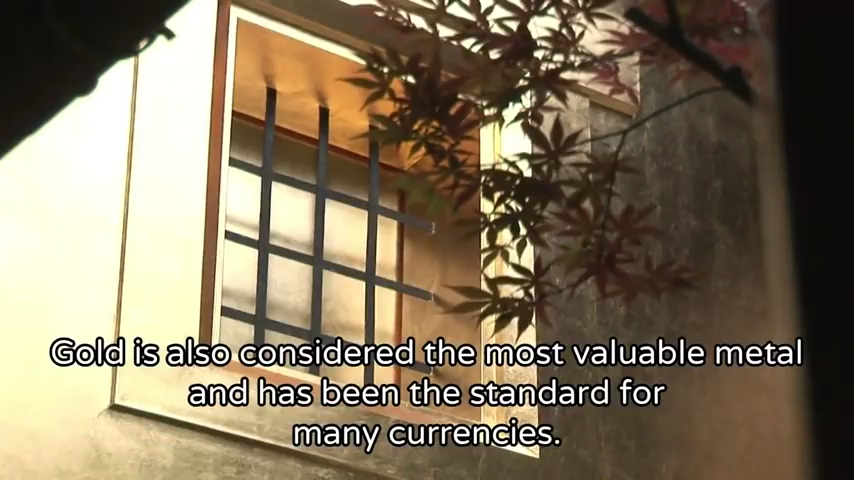 Gold is also considered the most valuable metal
and has been the standard for
many currencies.